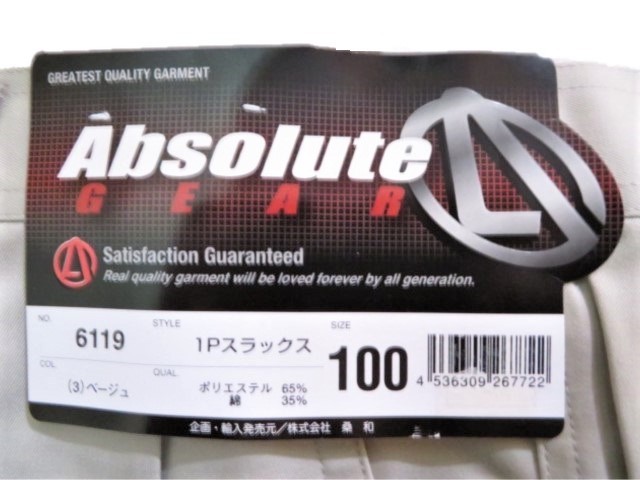 GREATEST QUALITY GARMENT
Absolute
GEAR
Satisfaction Guaranteed
Real quality garment will be loved forever by all generation.
NO. 6119 STYLE 1Pスラックス SIZE 100
COL. (3)ベージュ QUAL. ポリエステル 65%
綿 35%
4 536309 267722
企画・輸入発売元/株式会社 桑和